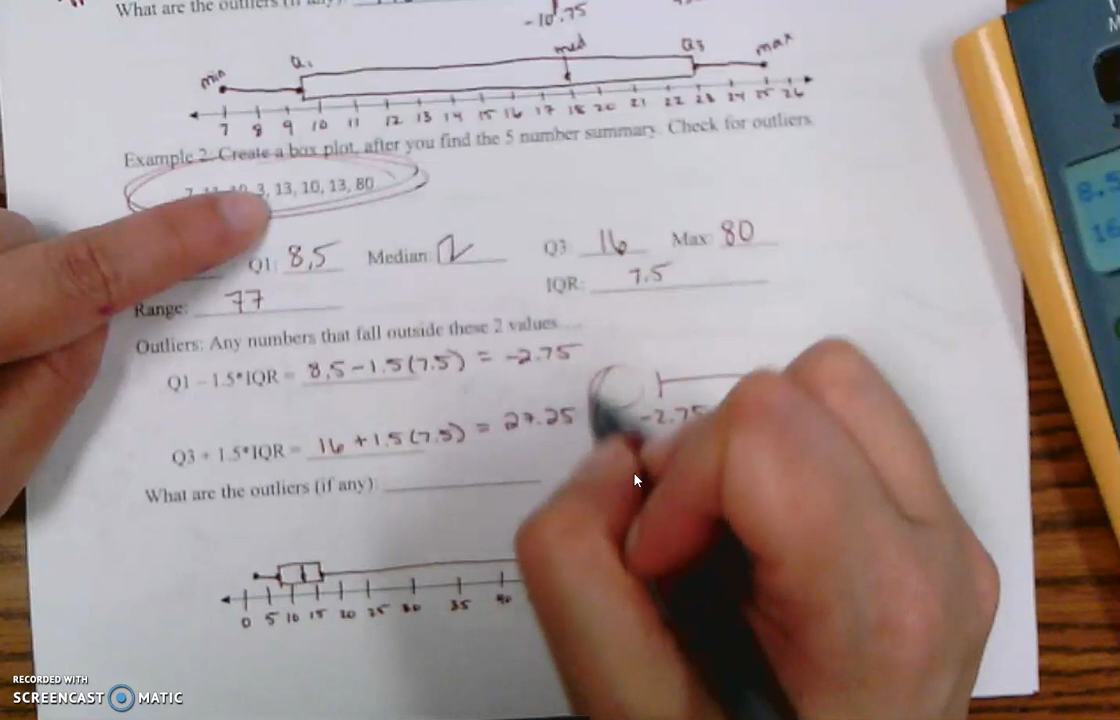 What are the outliers (if any):
-10.75
min Q1 med Q3 max
7 8 9 10 11 12 13 14 15 16 17 18 20 21 22 23 24 25 26
Example 2: Create a box plot, after you find the 5 number summary. Check for outliers.
3, 13, 10, 13, 80
Q1: 8.5 Median: 12 Q3: 16 Max: 80
Range: 77 IQR: 7.5
Outliers: Any numbers that fall outside these 2 values....
Q1 - 1.5*IQR = 8.5 - 1.5(7.5) = -2.75
-2.75
Q3 + 1.5*IQR = 16 + 1.5(7.5) = 27.25
What are the outliers (if any):
0 5 10 15 20 25 30 35 40
8.5
16
RECORDED WITH
SCREENCAST MATIC